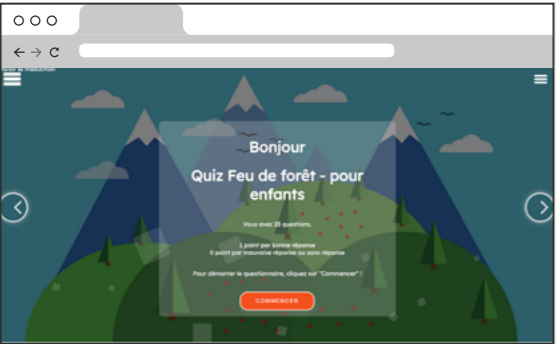 Bonjour
Quiz Feu de forêt - pour
enfants
Vous avez 25 questions.
1 point par bonne réponse
0 point par mauvaise réponse ou sans réponse
Pour démarrer le questionnaire, cliquez sur "Commencer" !
COMMENCER